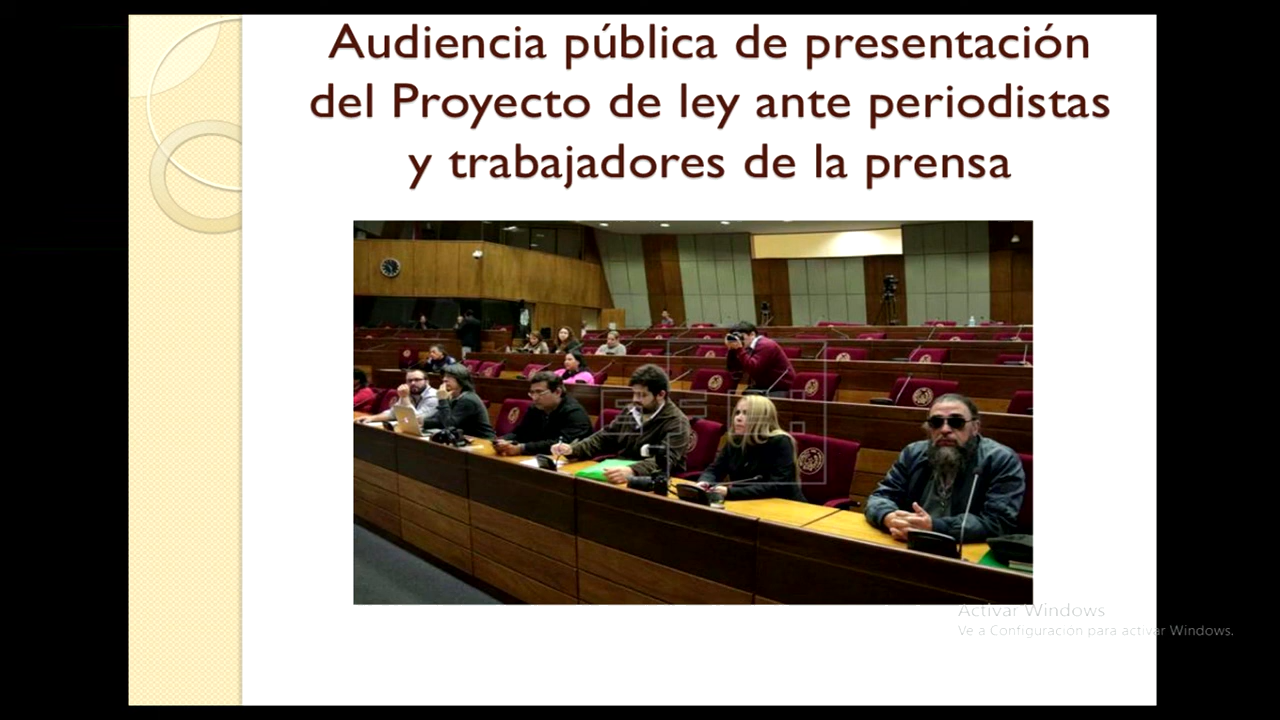 Audiencia pública de presentación
del Proyecto de ley ante periodistas
y trabajadores de la prensa
EFE
Activar Windows
Ve a Configuración para activar Windows.